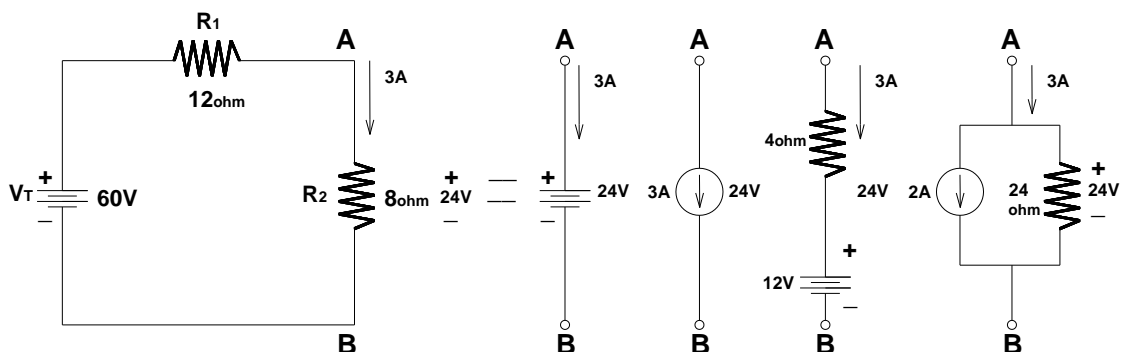 R1
12ohm
A
3A
+
VT
60V
–
R2
8ohm
+
24V
–
B
A
3A
+
24V
–
B
A
3A
24V
B
A
3A
4ohm
24V
+
12V
–
B
A
3A
2A
24
ohm
+
24V
–
B